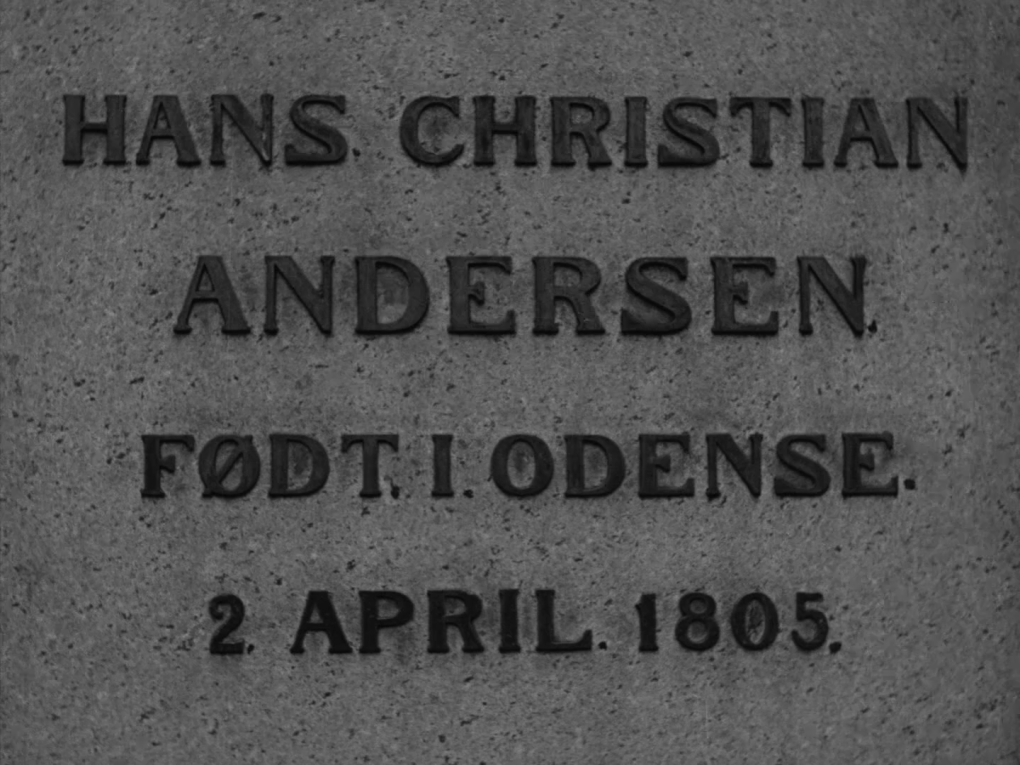 HANS. CHRISTIAN
ANDERSEN.
FØDT. I. ODENSE.
2. APRIL. 1805.